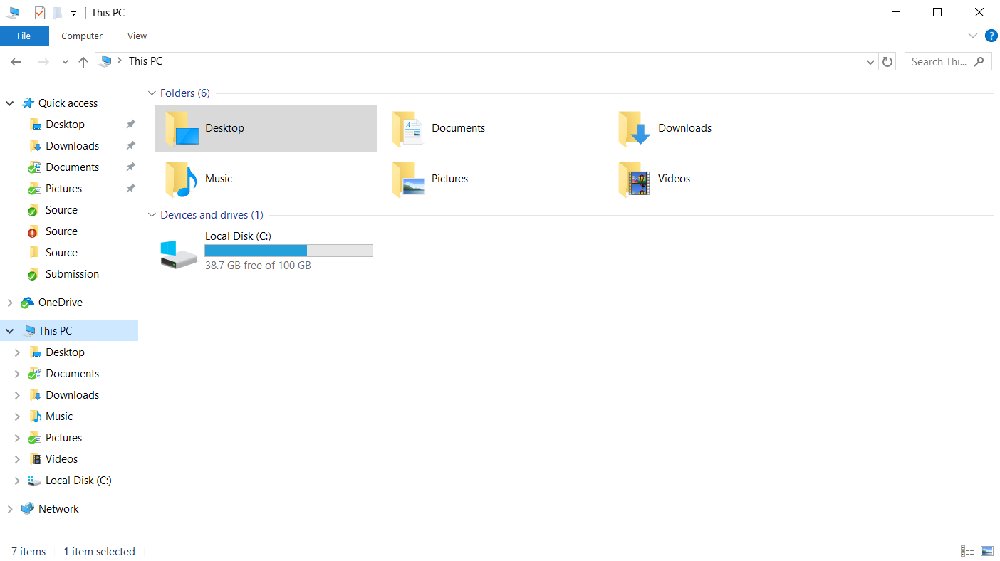 This PC
File Computer View ?
This PC
Search Thi...
Quick access
Desktop
Downloads
Documents
Pictures
Source
Source
Source
Submission
OneDrive
This PC
Desktop
Documents
Downloads
Music
Pictures
Videos
Local Disk (C:)
Network
Folders (6)
Desktop
Documents
Downloads
Music
Pictures
Videos
Devices and drives (1)
Local Disk (C:)
38.7 GB free of 100 GB
7 items 1 item selected